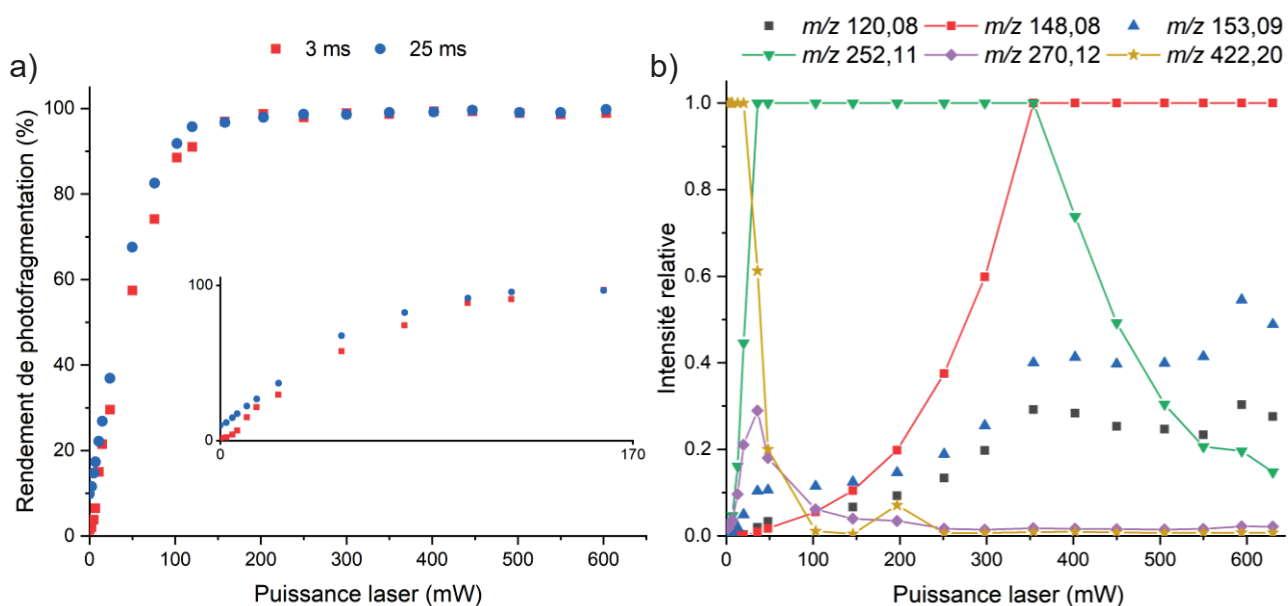 a)
3 ms 25 ms
Rendement de photofragmentation (%)
100
80
60
40
20
0
100
0
0 170
0 100 200 300 400 500 600
Puissance laser (mW)
b)
m/z 120,08 m/z 148,08 m/z 153,09
m/z 252,11 m/z 270,12 m/z 422,20
Intensité relative
1.0
0.8
0.6
0.4
0.2
0.0
0 100 200 300 400 500 600
Puissance laser (mW)